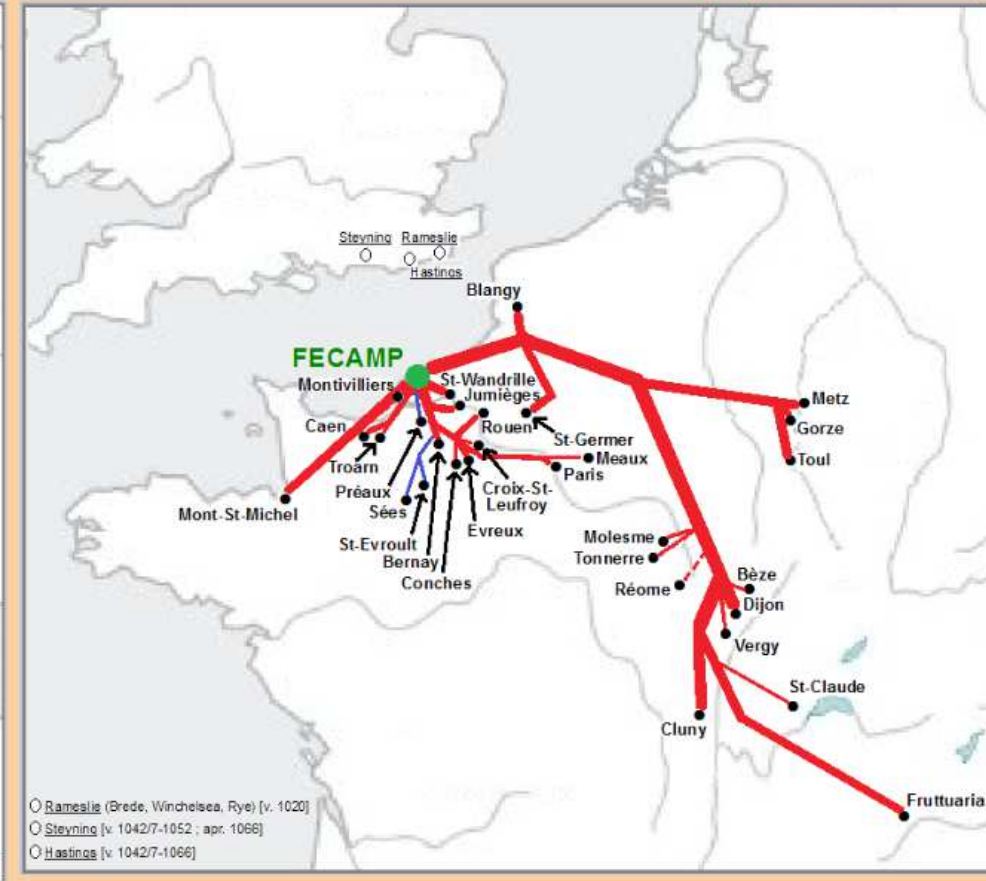 Steyning Rameslie
Hastings
Blangy
FECAMP
Montivilliers
St-Wandrille
Jumièges
Metz
Gorze
Caen
Rouen
St-Germer
Toul
Troarn
Meaux
Paris
Préaux
Croix-St-
Leufroy
Sées
Mont-St-Michel
Evreux
St-Evroult
Bernay
Conches
Molesme
Tonnerre
Réome
Bèze
Dijon
Vergy
St-Claude
Cluny
Fruttuaria
Rameslie (Brede, Winchelsea, Rye) [v. 1020]
Steyning [v. 1042/7-1052 ; apr. 1066]
Hastings [v. 1042/7-1066]